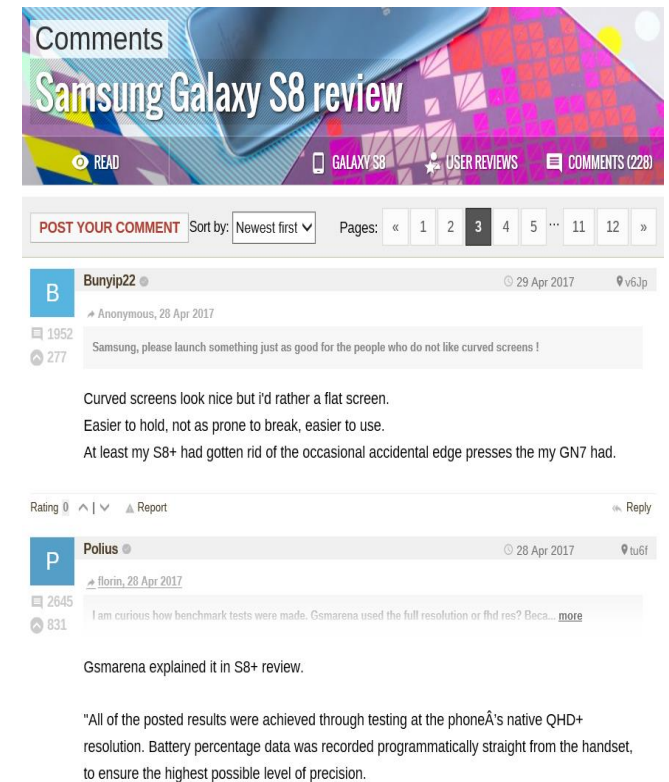 Comments
Samsung Galaxy S8 review
READ GALAXY S8 USER REVIEWS COMMENTS (228)
POST YOUR COMMENT Sort by: Newest first Pages: « 1 2 3 4 5 ... 11 12 »
B Bunyip22 29 Apr 2017 v6Jp
Anonymous, 28 Apr 2017
1952
Samsung, please launch something just as good for the people who do not like curved screens !
277
Curved screens look nice but i'd rather a flat screen.
Easier to hold, not as prone to break, easier to use.
At least my S8+ had gotten rid of the occasional accidental edge presses the my GN7 had.
Rating 0 | Report Reply
P Polius 28 Apr 2017 tu6f
florin, 28 Apr 2017
2645
I am curious how benchmark tests were made. Gsmarena used the full resolution or fhd res? Beca... more
831
Gsmarena explained it in S8+ review.
"All of the posted results were achieved through testing at the phoneÂ's native QHD+
resolution. Battery percentage data was recorded programmatically straight from the handset,
to ensure the highest possible level of precision.